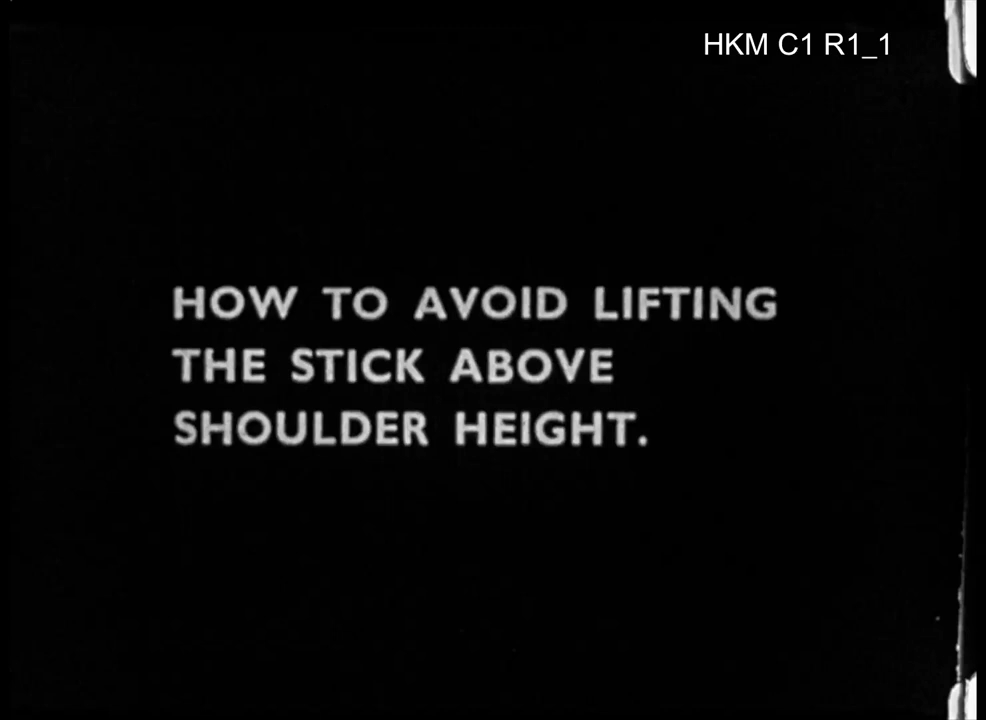 HKM C1 R1_1
HOW TO AVOID LIFTING
THE STICK ABOVE
SHOULDER HEIGHT.